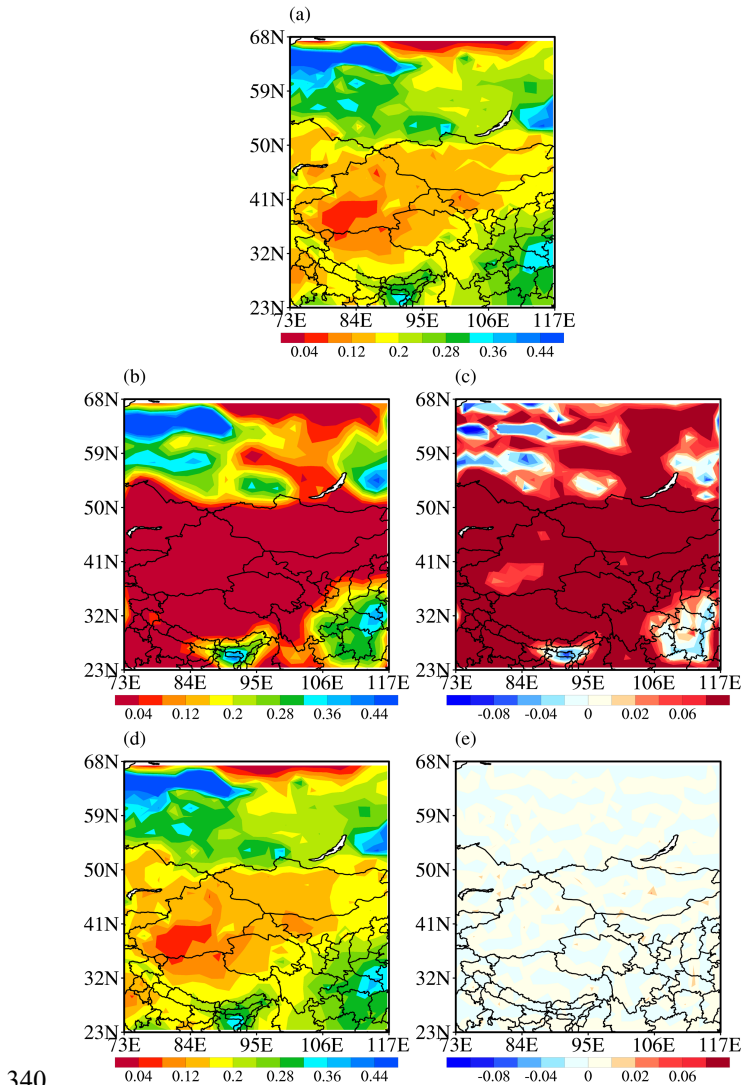 (a)
68N
59N
50N
41N
32N
23N
73E 84E 95E 106E 117E
0.04 0.12 0.2 0.28 0.36 0.44
(b) (c)
68N 68N
59N 59N
50N 50N
41N 41N
32N 32N
23N 23N
73E 84E 95E 106E 117E 73E 84E 95E 106E 117E
0.04 0.12 0.2 0.28 0.36 0.44 -0.08 -0.04 0 0.02 0.06
(d) (e)
68N 68N
59N 59N
50N 50N
41N 41N
32N 32N
23N 23N
73E 84E 95E 106E 117E 73E 84E 95E 106E 117E
0.04 0.12 0.2 0.28 0.36 0.44 -0.08 -0.04 0 0.02 0.06
340